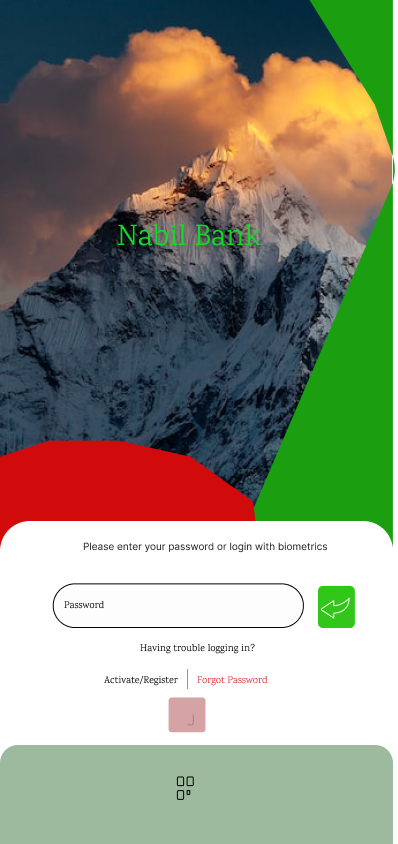 Nabil Bank
Please enter your password or login with biometrics
Password
Having trouble logging in?
Activate/Register
Forgot Password